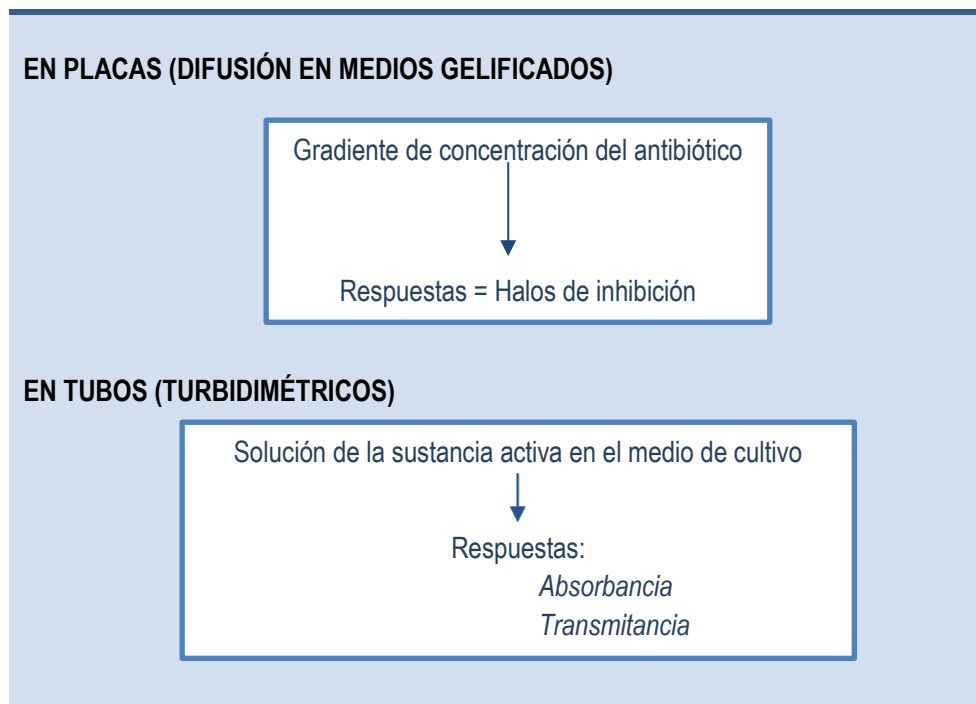 EN PLACAS (DIFUSIÓN EN MEDIOS GELIFICADOS)
Gradiente de concentración del antibiótico
Respuestas = Halos de inhibición
EN TUBOS (TURBIDIMÉTRICOS)
Solución de la sustancia activa en el medio de cultivo
Respuestas:
Absorbancia
Transmitancia